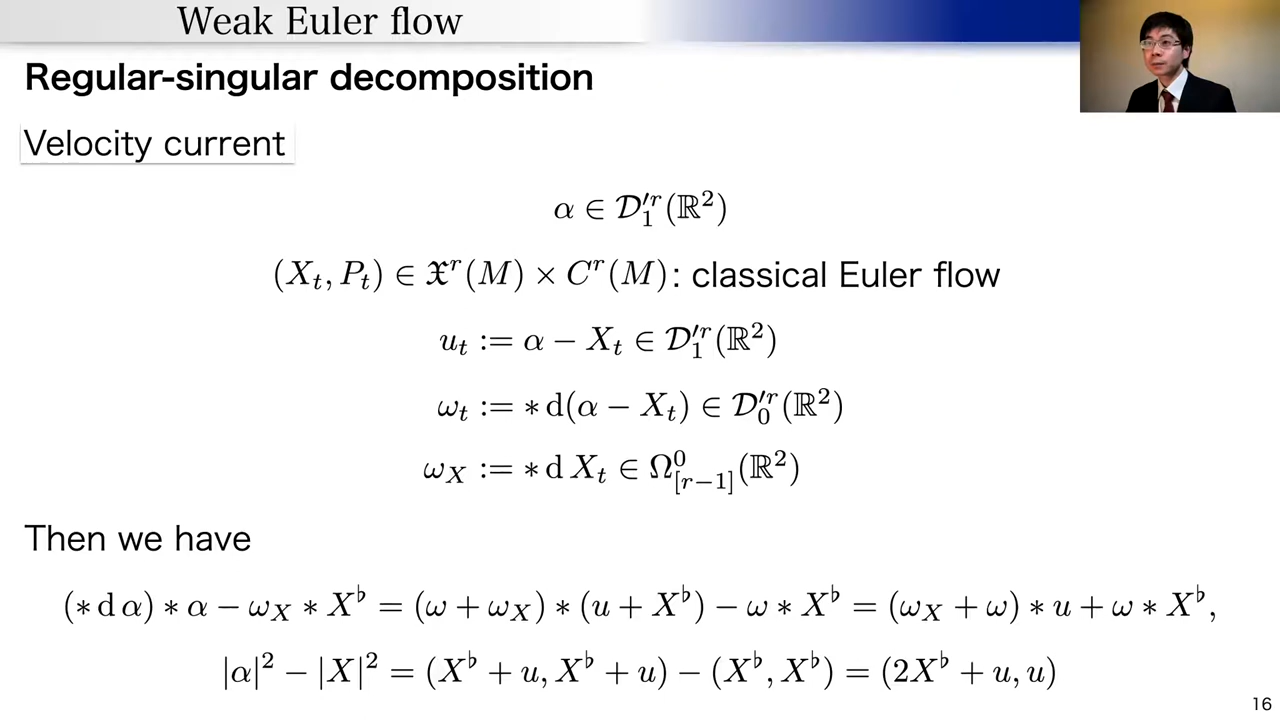 Weak Euler flow
Regular-singular decomposition
Velocity current
α ∈ 𝒟′₁ʳ(ℝ²)
(Xₜ, Pₜ) ∈ 𝔛ʳ(M) × Cʳ(M): classical Euler flow
uₜ := α − Xₜ ∈ 𝒟′₁ʳ(ℝ²)
ωₜ := ∗ d(α − Xₜ) ∈ 𝒟′₀ʳ(ℝ²)
ω_X := ∗ d Xₜ ∈ Ω⁰_[r−1](ℝ²)
Then we have
(∗ d α) ∗ α − ω_X ∗ X^♭ = (ω + ω_X) ∗ (u + X^♭) − ω ∗ X^♭ = (ω_X + ω) ∗ u + ω ∗ X^♭,
|α|² − |X|² = (X^♭ + u, X^♭ + u) − (X^♭, X^♭) = (2X^♭ + u, u)
16